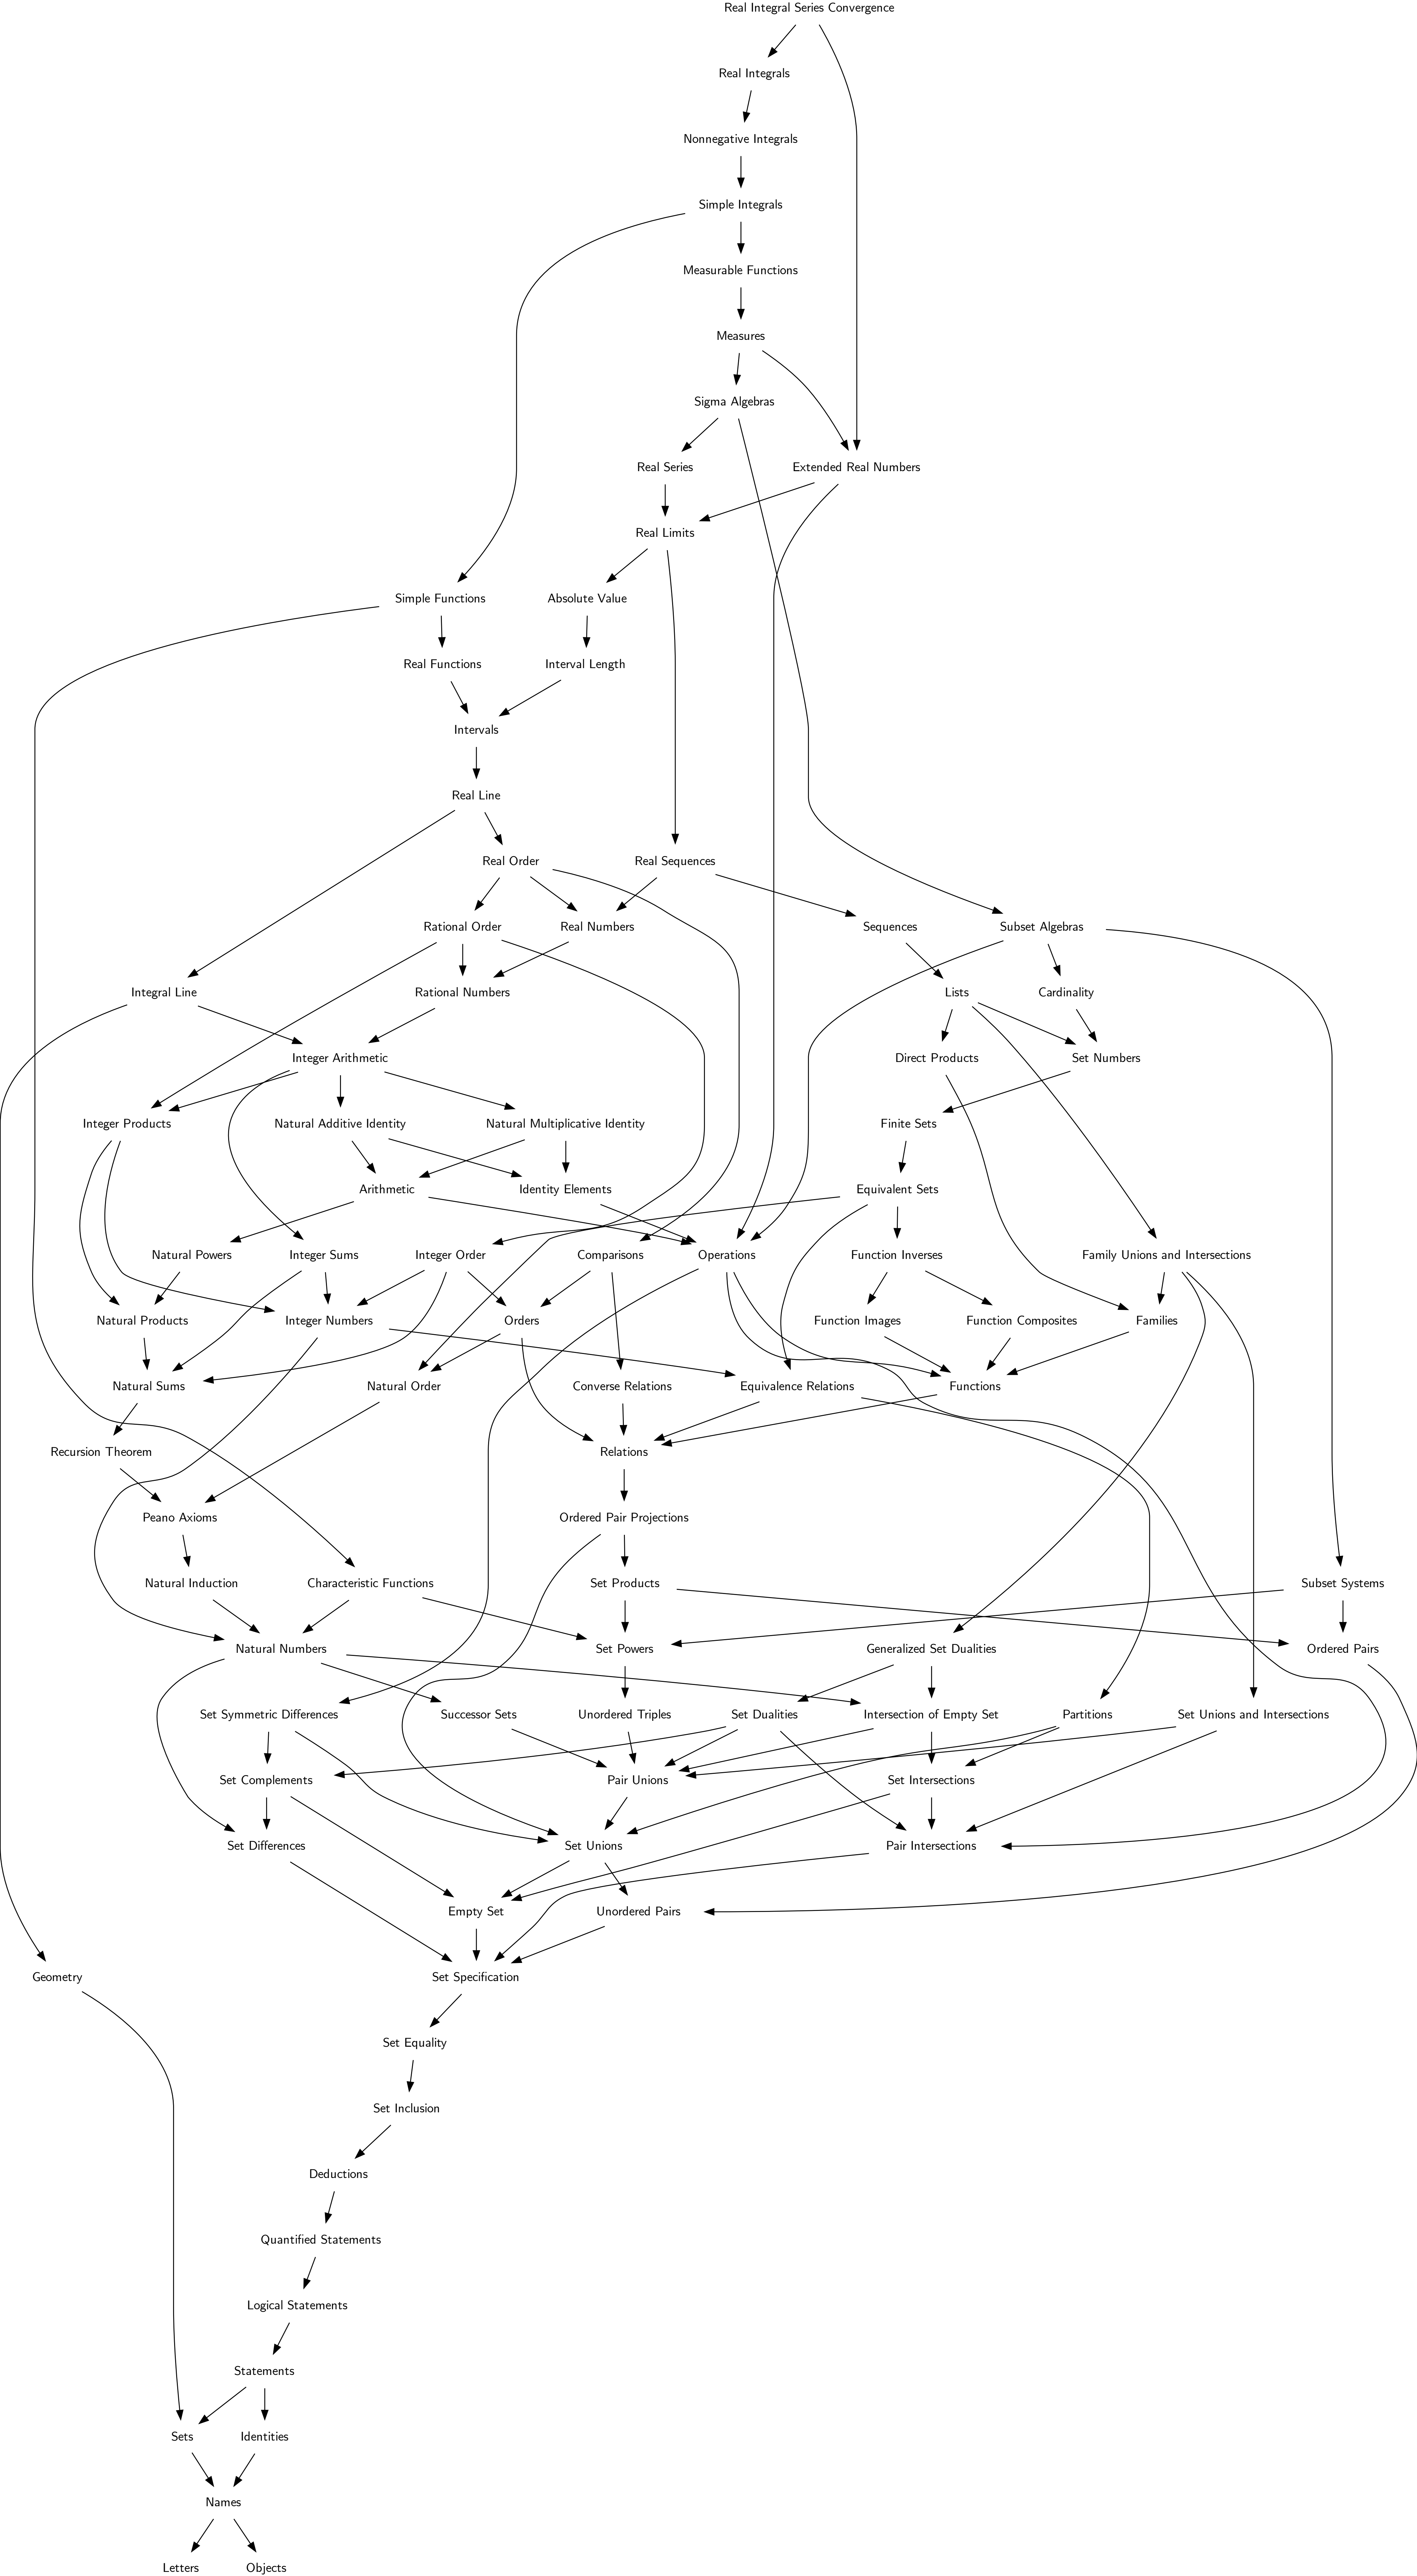 Real Integral Series Convergence
Real Integrals
Nonnegative Integrals
Simple Integrals
Measurable Functions
Measures
Sigma Algebras
Real Series
Extended Real Numbers
Real Limits
Simple Functions
Absolute Value
Real Functions
Interval Length
Intervals
Real Line
Real Order
Real Sequences
Rational Order
Real Numbers
Sequences
Subset Algebras
Integral Line
Rational Numbers
Lists
Cardinality
Integer Arithmetic
Direct Products
Set Numbers
Integer Products
Natural Additive Identity
Natural Multiplicative Identity
Finite Sets
Arithmetic
Identity Elements
Equivalent Sets
Natural Powers
Integer Sums
Integer Order
Comparisons
Operations
Function Inverses
Family Unions and Intersections
Natural Products
Integer Numbers
Orders
Function Images
Function Composites
Families
Natural Sums
Natural Order
Converse Relations
Equivalence Relations
Functions
Recursion Theorem
Relations
Peano Axioms
Ordered Pair Projections
Natural Induction
Characteristic Functions
Set Products
Subset Systems
Natural Numbers
Set Powers
Generalized Set Dualities
Ordered Pairs
Set Symmetric Differences
Successor Sets
Unordered Triples
Set Dualities
Intersection of Empty Set
Partitions
Set Unions and Intersections
Set Complements
Pair Unions
Set Intersections
Set Differences
Set Unions
Pair Intersections
Empty Set
Unordered Pairs
Geometry
Set Specification
Set Equality
Set Inclusion
Deductions
Quantified Statements
Logical Statements
Statements
Sets
Identities
Names
Letters
Objects